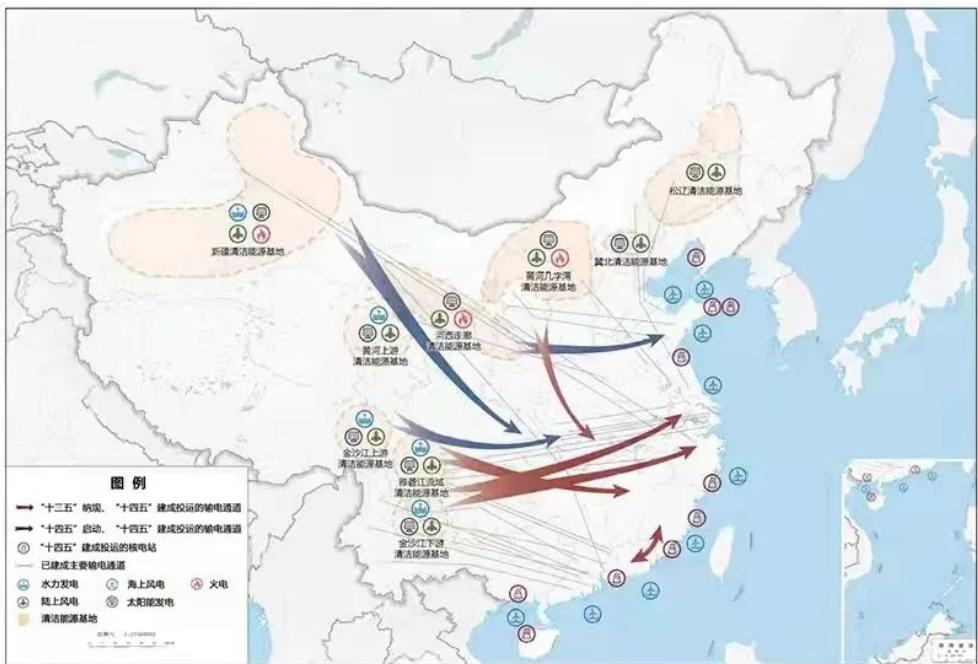 松辽清洁能源基地
新疆清洁能源基地
冀北清洁能源基地
黄河几字湾
清洁能源基地
河西走廊
清洁能源基地
黄河上游
清洁能源基地
金沙江上游
清洁能源基地
雅砻江流域
清洁能源基地
金沙江下游
清洁能源基地
图 例
“十三五”纳规、“十四五”建成投运的输电通道
“十四五”启动、“十四五”建成投运的输电通道
“十四五”建成投运的核电站
已建成主要输电通道
水力发电 海上风电 火电
陆上风电 太阳能发电
清洁能源基地